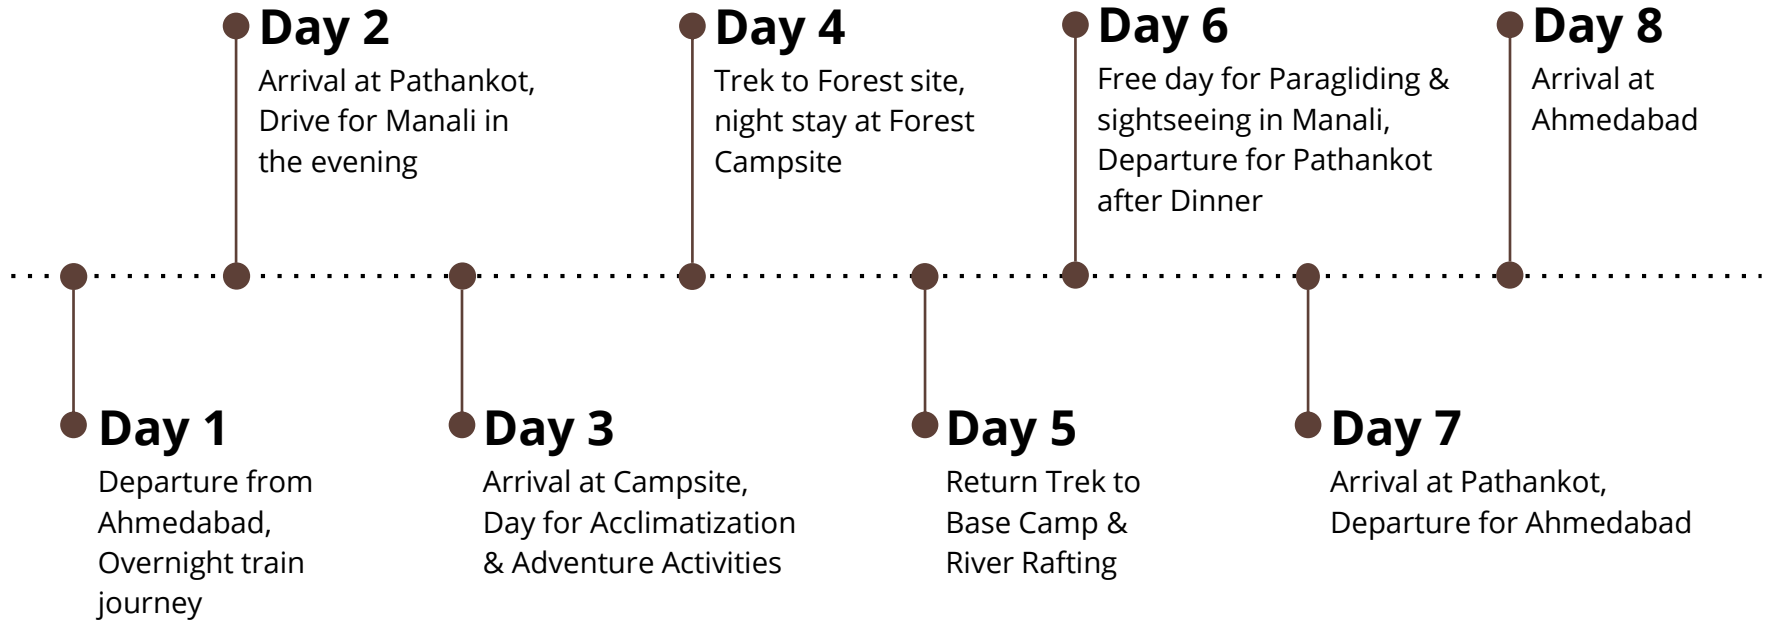 Day 1
Departure from
Ahmedabad,
Overnight train
journey
Day 2
Arrival at Pathankot,
Drive for Manali in
the evening
Day 3
Arrival at Campsite,
Day for Acclimatization
& Adventure Activities
Day 4
Trek to Forest site,
night stay at Forest
Campsite
Day 5
Return Trek to
Base Camp &
River Rafting
Day 6
Free day for Paragliding &
sightseeing in Manali,
Departure for Pathankot
after Dinner
Day 7
Arrival at Pathankot,
Departure for Ahmedabad
Day 8
Arrival at
Ahmedabad